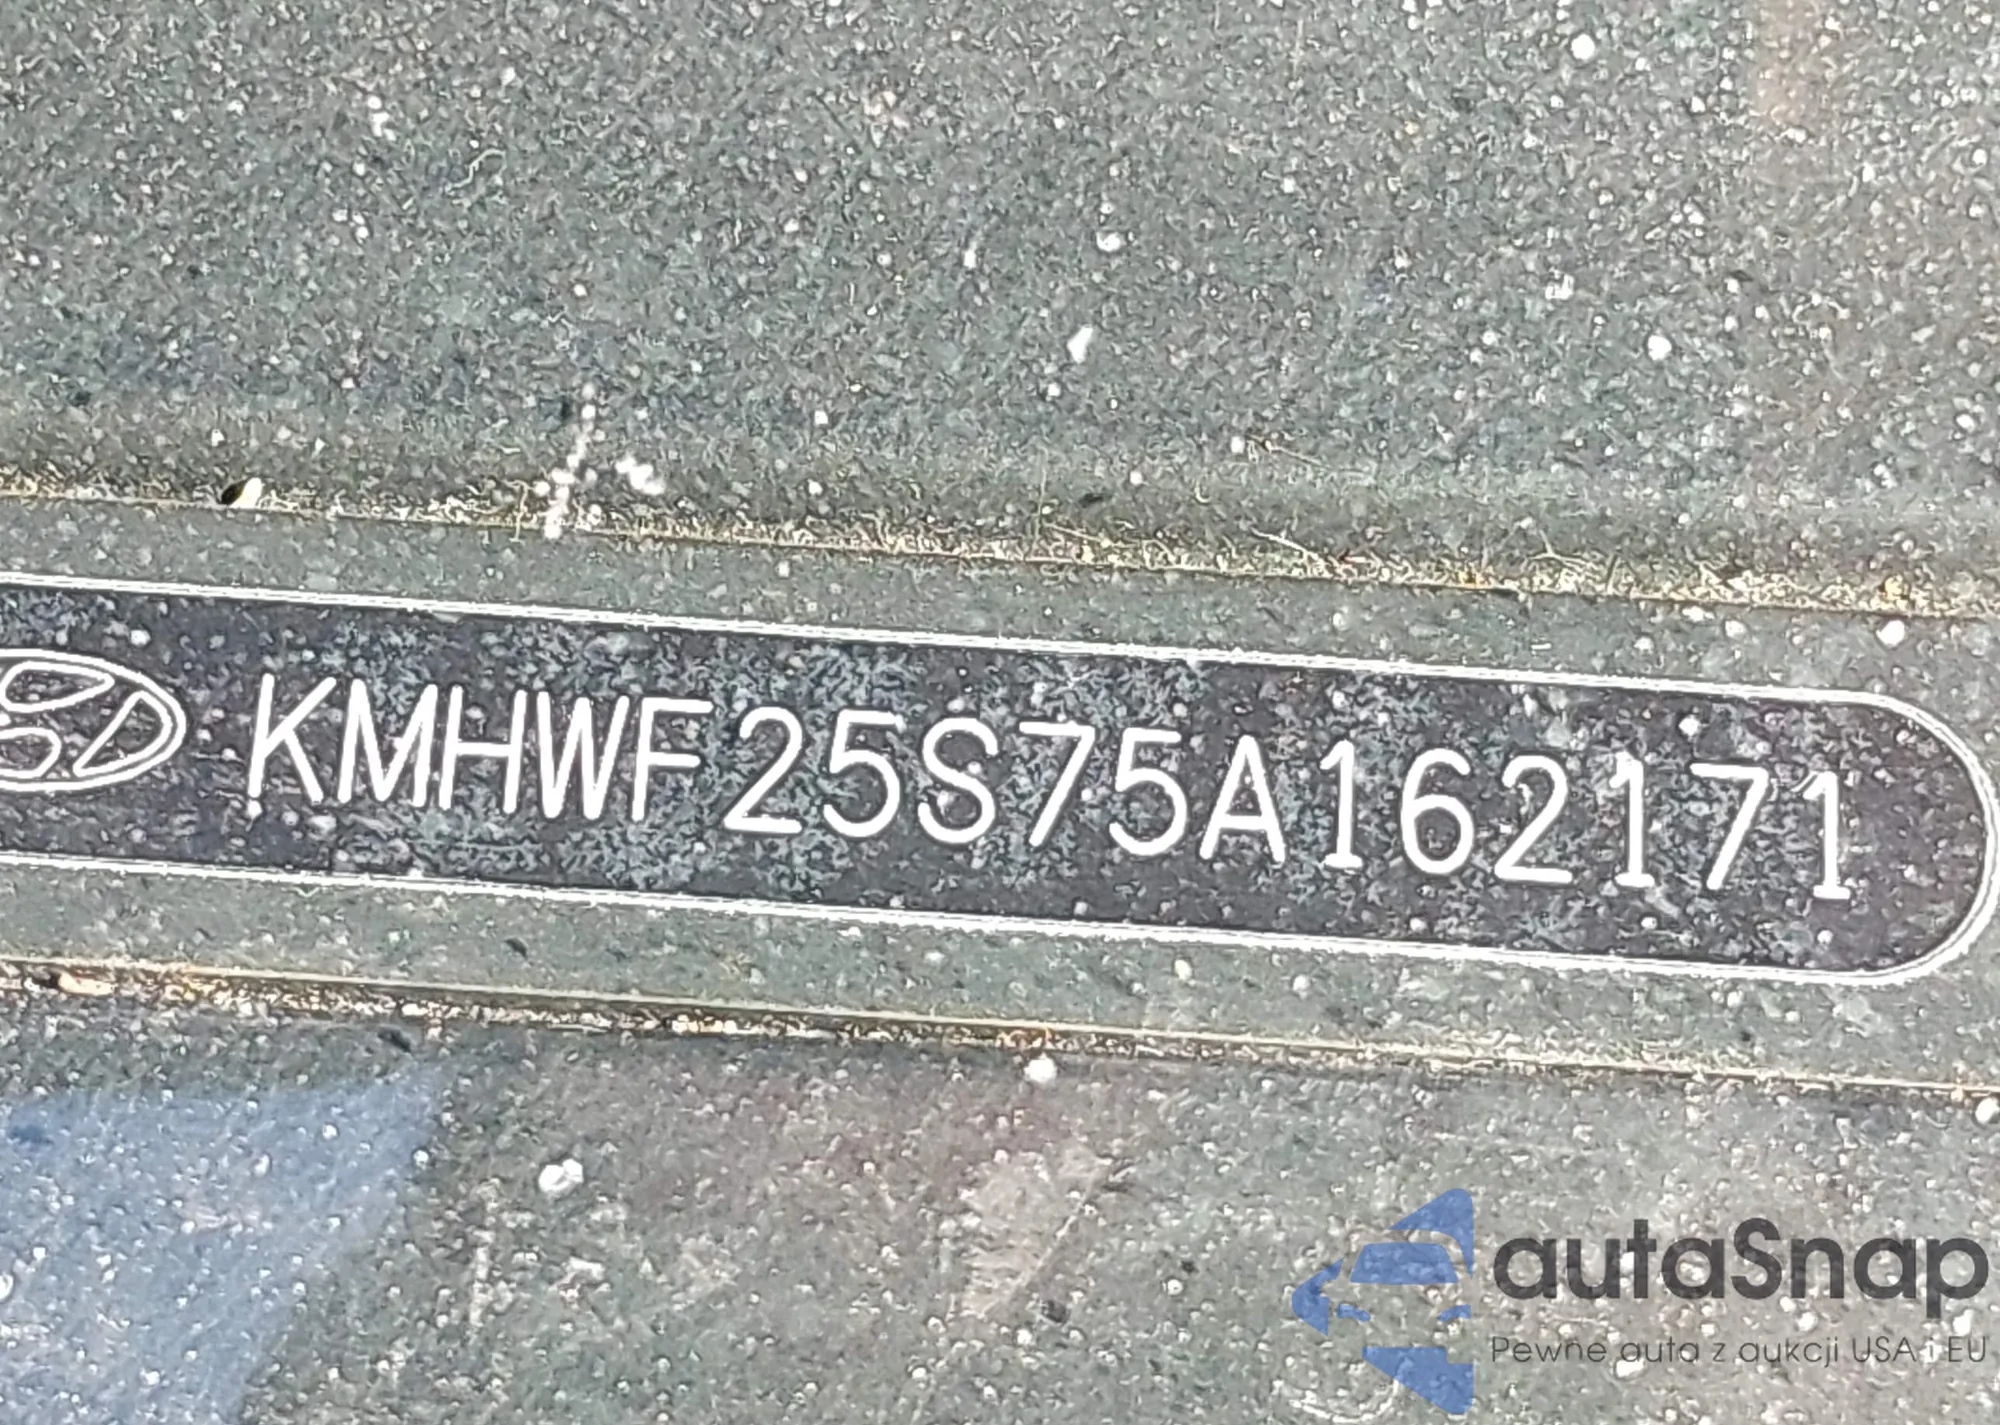 KMHWF25S75A162171
autaSnap
Pewne auta z aukcji USA i EU